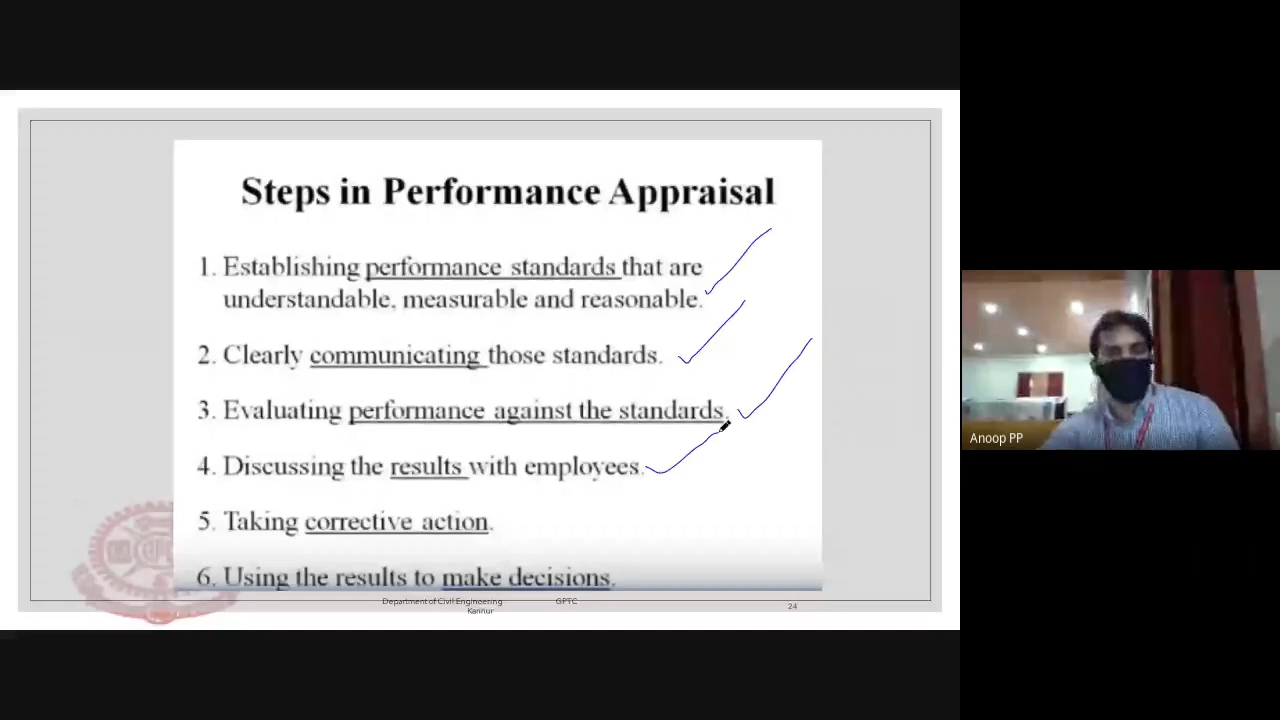 Steps in Performance Appraisal
1. Establishing performance standards that are
understandable, measurable and reasonable.
2. Clearly communicating those standards.
3. Evaluating performance against the standards.
4. Discussing the results with employees.
5. Taking corrective action.
6. Using the results to make decisions.
Department of Civil Engineering GPTC
Kannur
24
Anoop PP